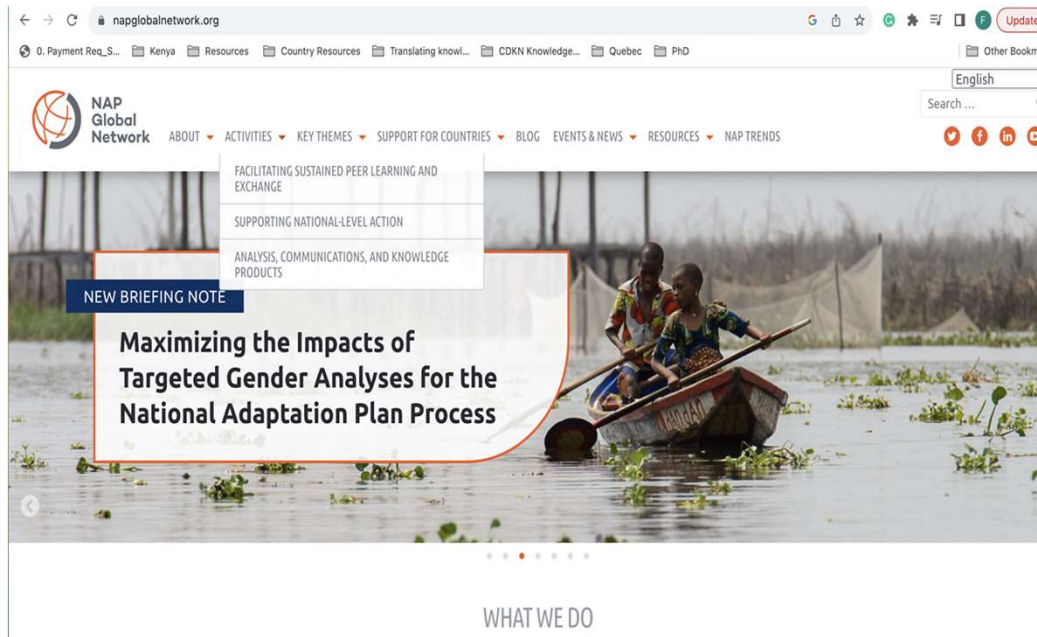 napglobalnetwork.org
Update
0. Payment Req_S...
Kenya
Resources
Country Resources
Translating knowl...
CDKN Knowledge...
Quebec
PhD
Other Bookm
English
Search ...
NAP
Global
Network
ABOUT
ACTIVITIES
KEY THEMES
SUPPORT FOR COUNTRIES
BLOG
EVENTS & NEWS
RESOURCES
NAP TRENDS
FACILITATING SUSTAINED PEER LEARNING AND
EXCHANGE
SUPPORTING NATIONAL-LEVEL ACTION
ANALYSIS, COMMUNICATIONS, AND KNOWLEDGE
PRODUCTS
NEW BRIEFING NOTE
Maximizing the Impacts of
Targeted Gender Analyses for the
National Adaptation Plan Process
WHAT WE DO